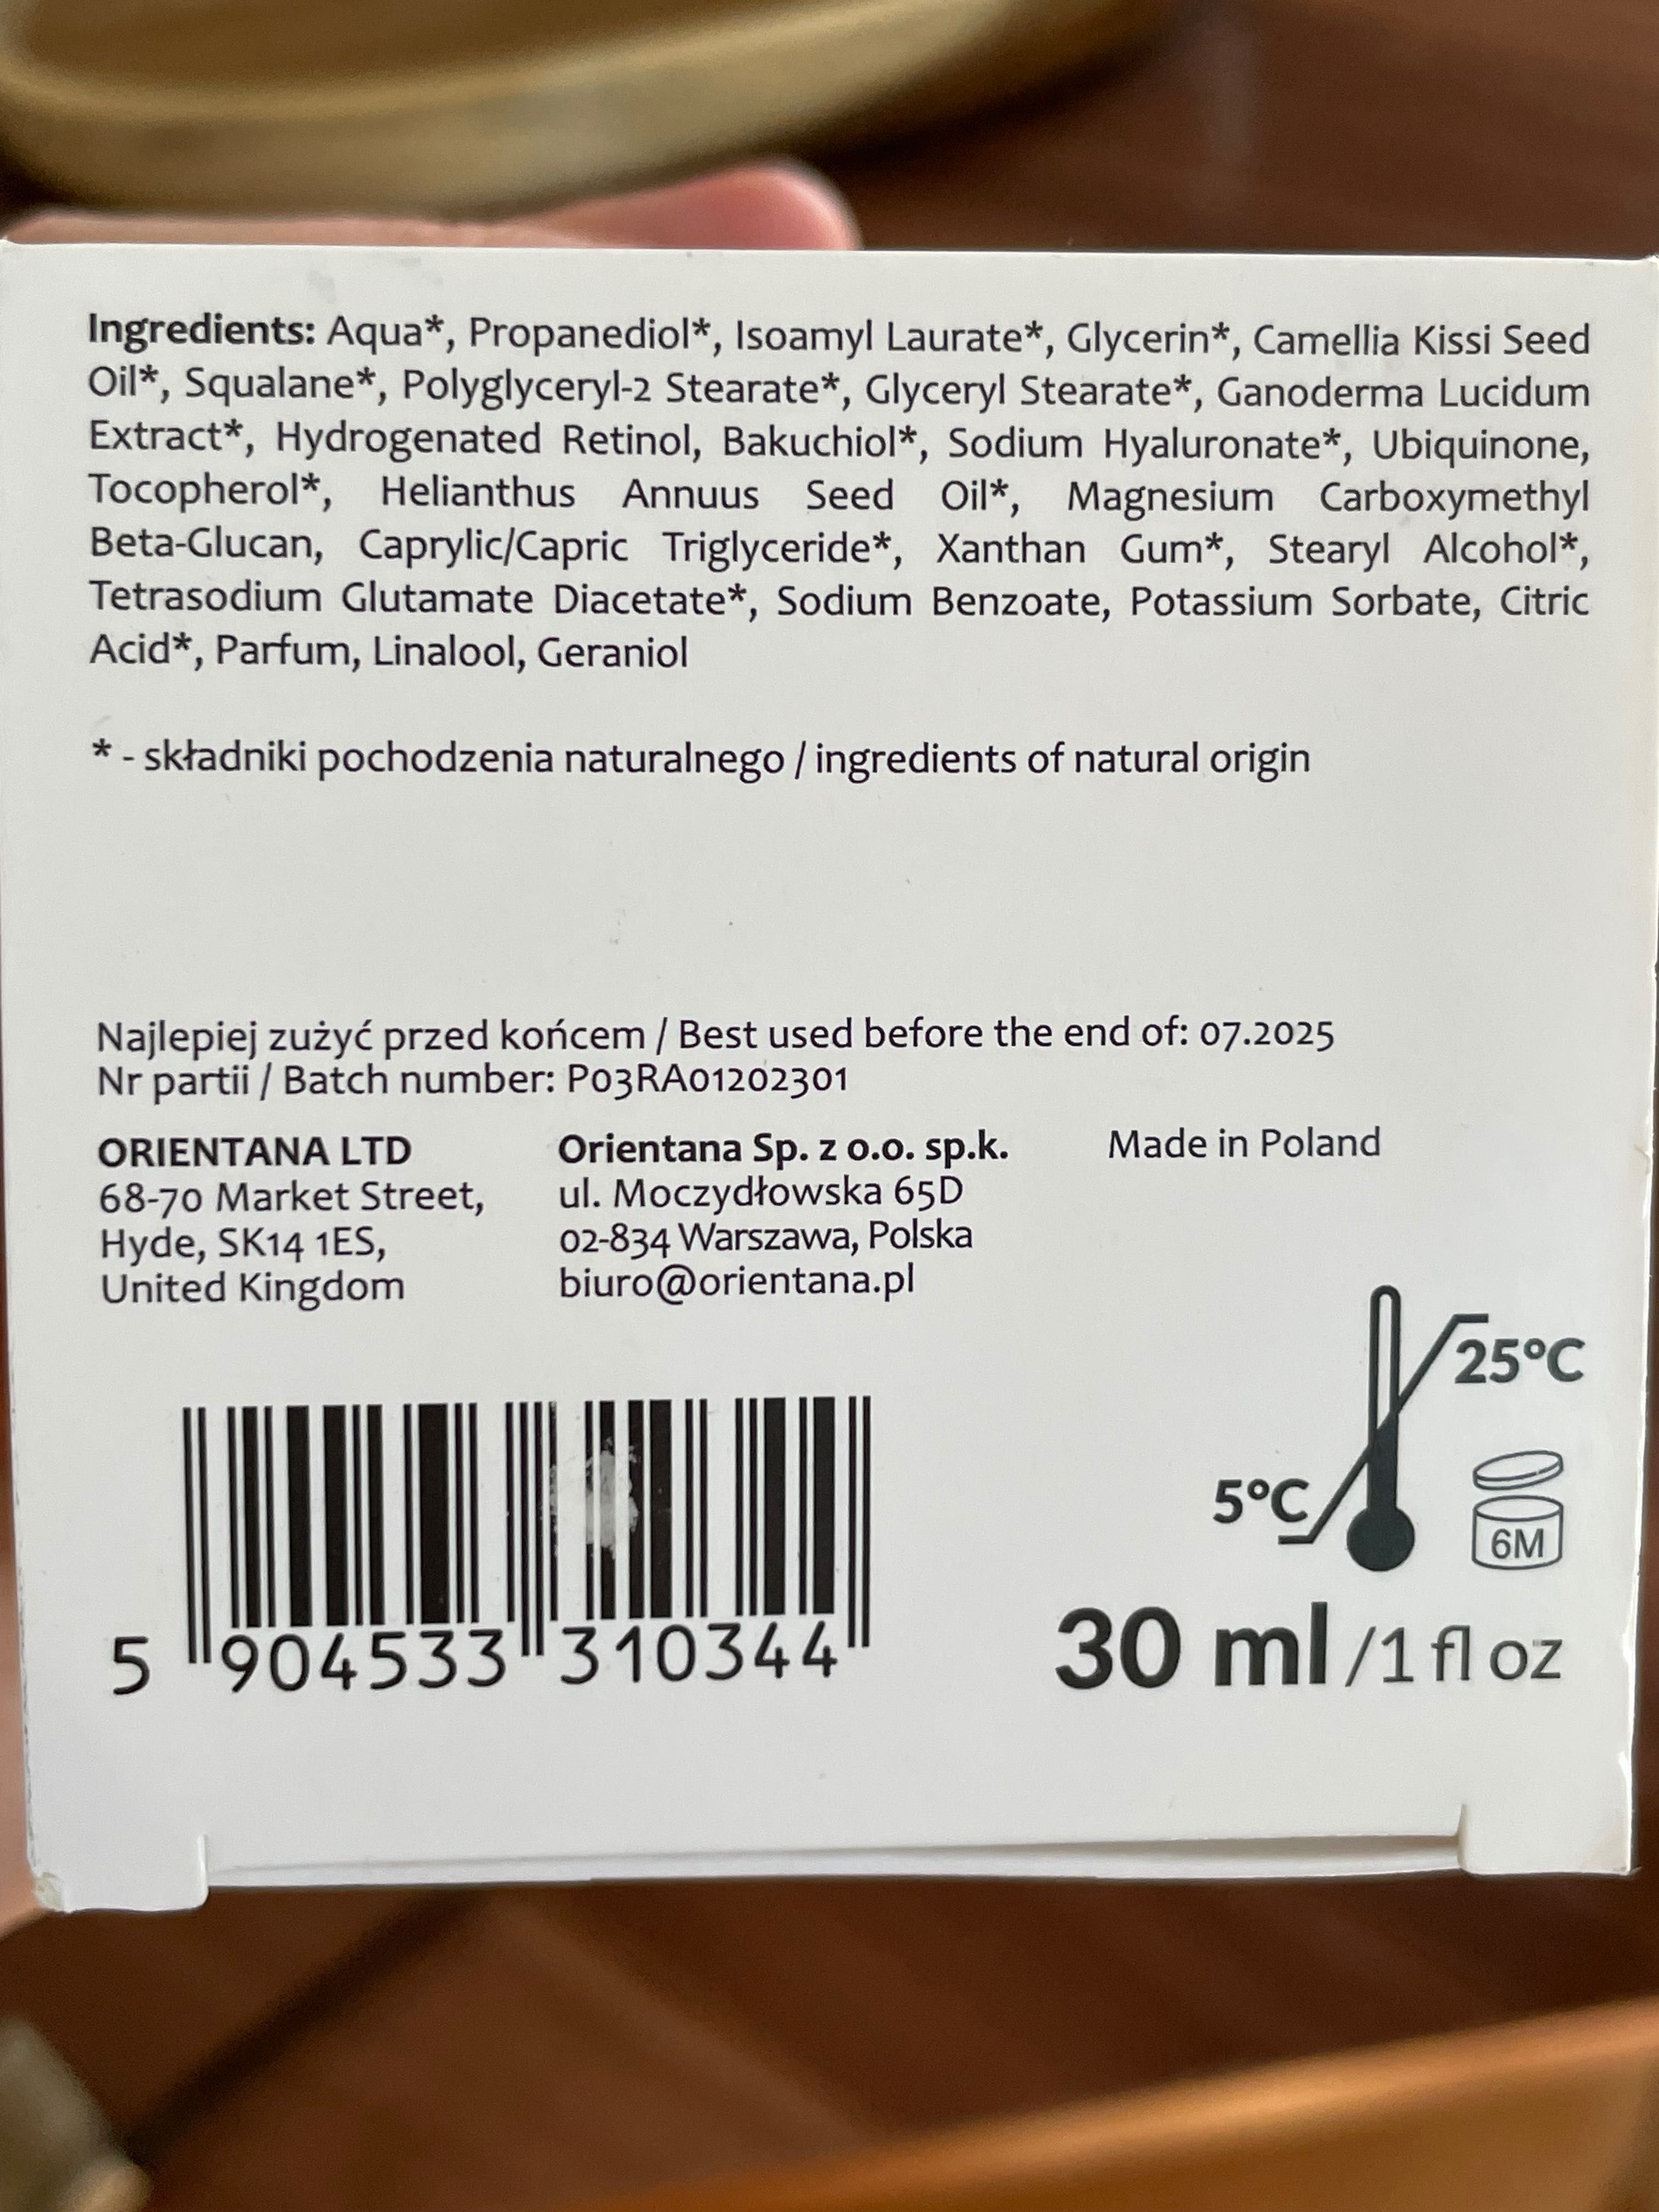 Ingredients: Aqua*, Propanediol*, Isoamyl Laurate*, Glycerin*, Camellia Kissi Seed
Oil*, Squalane*, Polyglyceryl-2 Stearate*, Glyceryl Stearate*, Ganoderma Lucidum
Extract*, Hydrogenated Retinol, Bakuchiol*, Sodium Hyaluronate*, Ubiquinone,
Tocopherol*, Helianthus Annuus Seed Oil*, Magnesium Carboxymethyl
Beta-Glucan, Caprylic/Capric Triglyceride*, Xanthan Gum*, Stearyl Alcohol*,
Tetrasodium Glutamate Diacetate*, Sodium Benzoate, Potassium Sorbate, Citric
Acid*, Parfum, Linalool, Geraniol
* - składniki pochodzenia naturalnego / ingredients of natural origin
Najlepiej zużyć przed końcem / Best used before the end of: 07.2025
Nr partii / Batch number: P03RA01202301
ORIENTANA LTD
68-70 Market Street,
Hyde, SK14 1ES,
United Kingdom
Orientana Sp. z o.o. sp.k.
ul. Moczydłowska 65D
02-834 Warszawa, Polska
biuro@orientana.pl
Made in Poland
25°C
5°C
6M
5 904533 310344
30 ml /1 fl oz